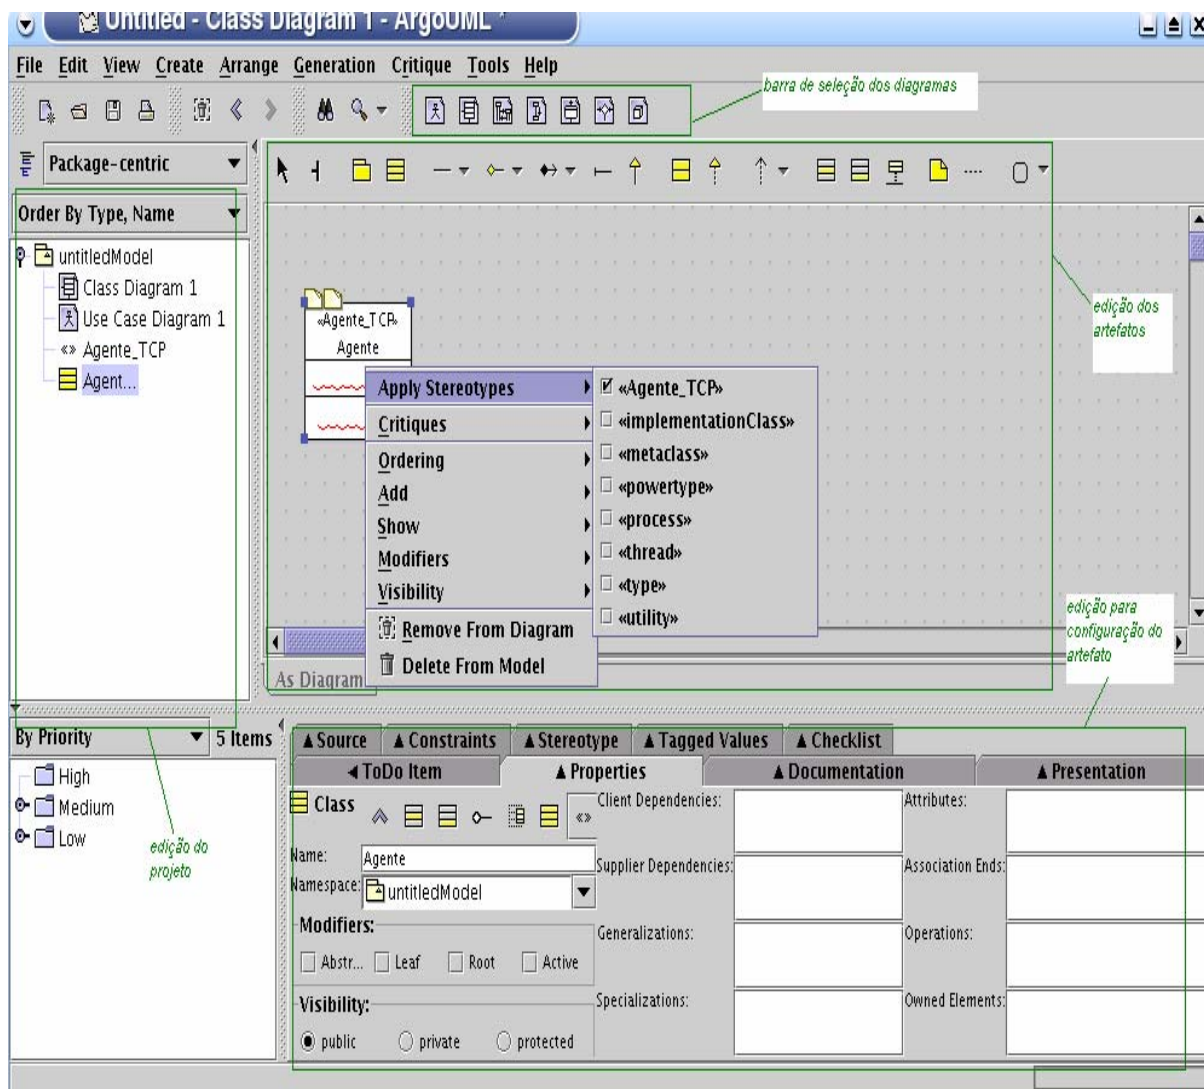 Untitled - Class Diagram 1 - ArgoUML *
File Edit View Create Arrange Generation Critique Tools Help
barra de seleção dos diagramas
Package-centric
Order By Type, Name
untitledModel
Class Diagram 1
Use Case Diagram 1
«» Agente_TCP
Agent...
«Agente_TCP»
Agente
edição dos
artefatos
Apply Stereotypes
Critiques
Ordering
Add
Show
Modifiers
Visibility
Remove From Diagram
Delete From Model
«Agente_TCP»
«implementationClass»
«metaclass»
«powertype»
«process»
«thread»
«type»
«utility»
edição para
configuração do
artefato
As Diagram
By Priority 5 Items
High
Medium
Low
edição do
projeto
Source Constraints Stereotype Tagged Values Checklist
ToDo Item Properties Documentation Presentation
Class «»
Name: Agente
Namespace: untitledModel
Modifiers:
Abstr... Leaf Root Active
Visibility:
public private protected
Client Dependencies:
Supplier Dependencies:
Generalizations:
Specializations:
Attributes:
Association Ends:
Operations:
Owned Elements: